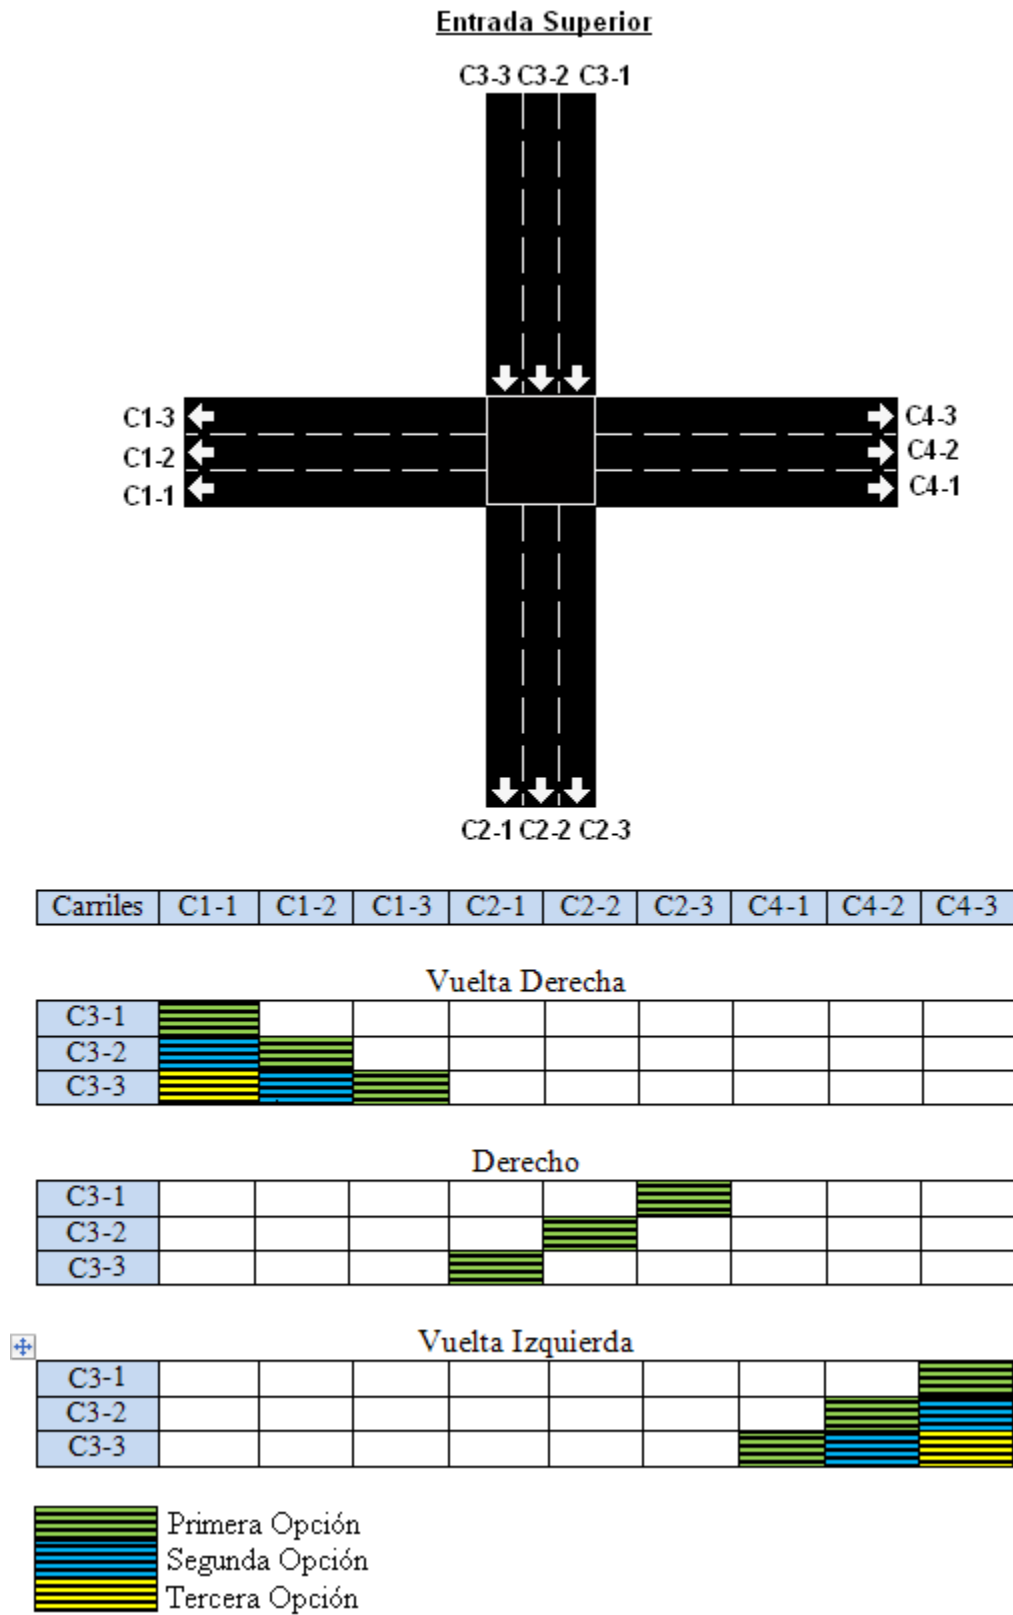 Entrada Superior
C3-3 C3-2 C3-1
C1-3 C4-3
C1-2 C4-2
C1-1 C4-1
C2-1 C2-2 C2-3
Carriles C1-1 C1-2 C1-3 C2-1 C2-2 C2-3 C4-1 C4-2 C4-3
Vuelta Derecha
C3-1
C3-2
C3-3
Derecho
C3-1
C3-2
C3-3
Vuelta Izquierda
C3-1
C3-2
C3-3
Primera Opción
Segunda Opción
Tercera Opción